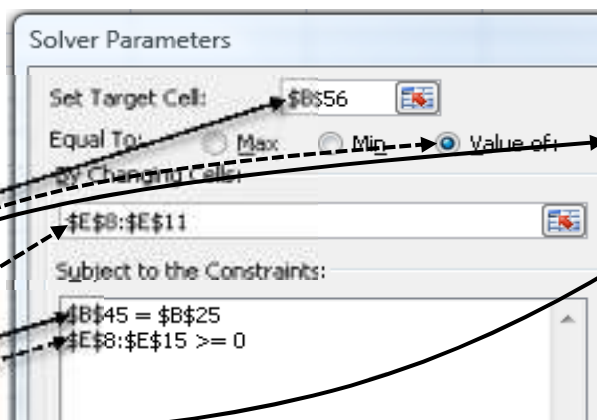 Solver Parameters
Set Target Cell: $B$56
Equal To: Max Min Value of:
By Changing Cells:
$E$8:$E$11
Subject to the Constraints:
$B$45 = $B$25
$E$8:$E$15 >= 0